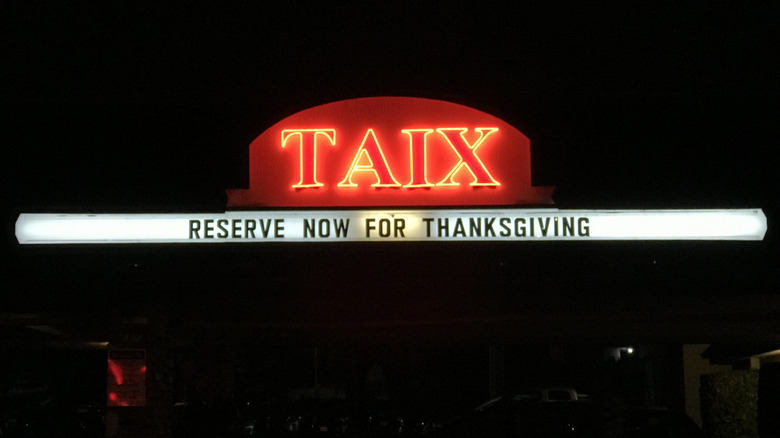 TAIX
RESERVE NOW FOR THANKSGIVING